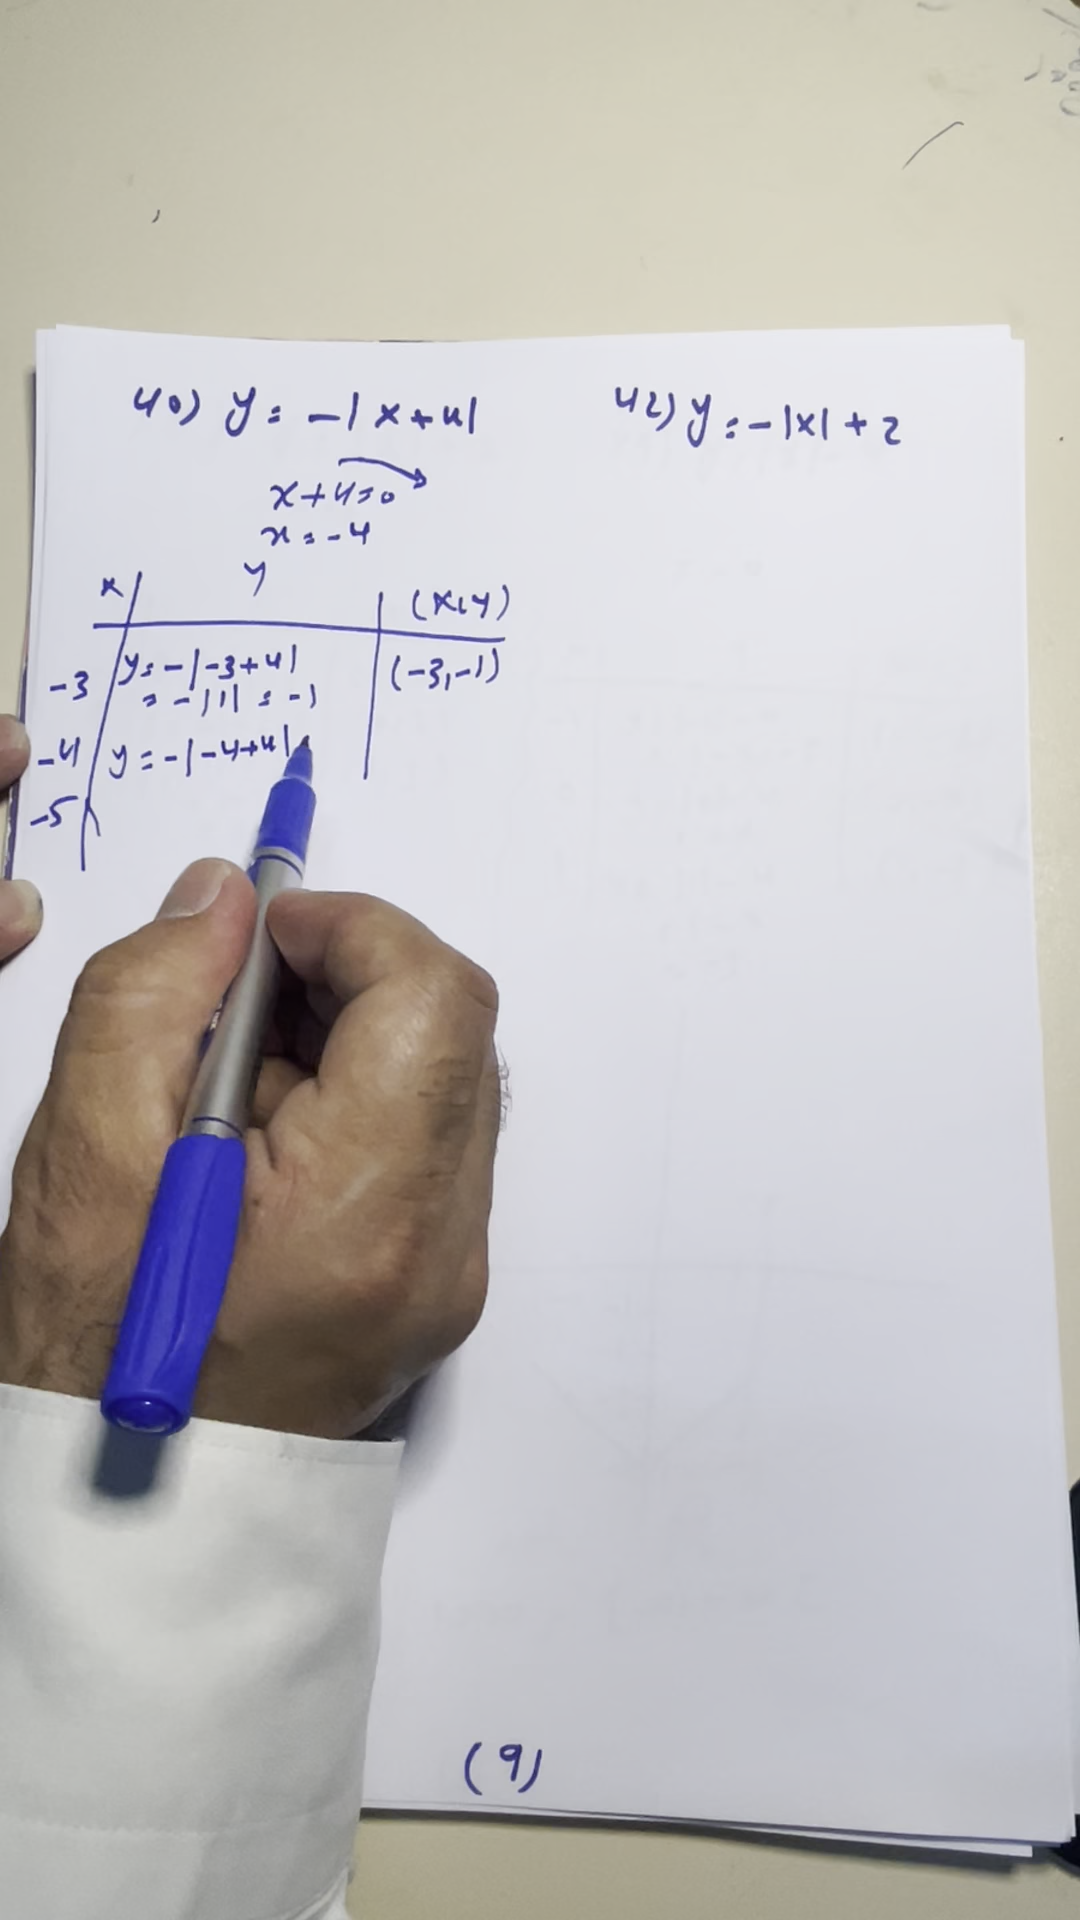 40) y = -|x+4|
x+4=0
x = -4
x y (x,y)
-3 y = -|-3+4| (-3,-1)
= -|1| = -1
-4 y = -|-4+4|
-5
42) y = -|x| + 2
(9)